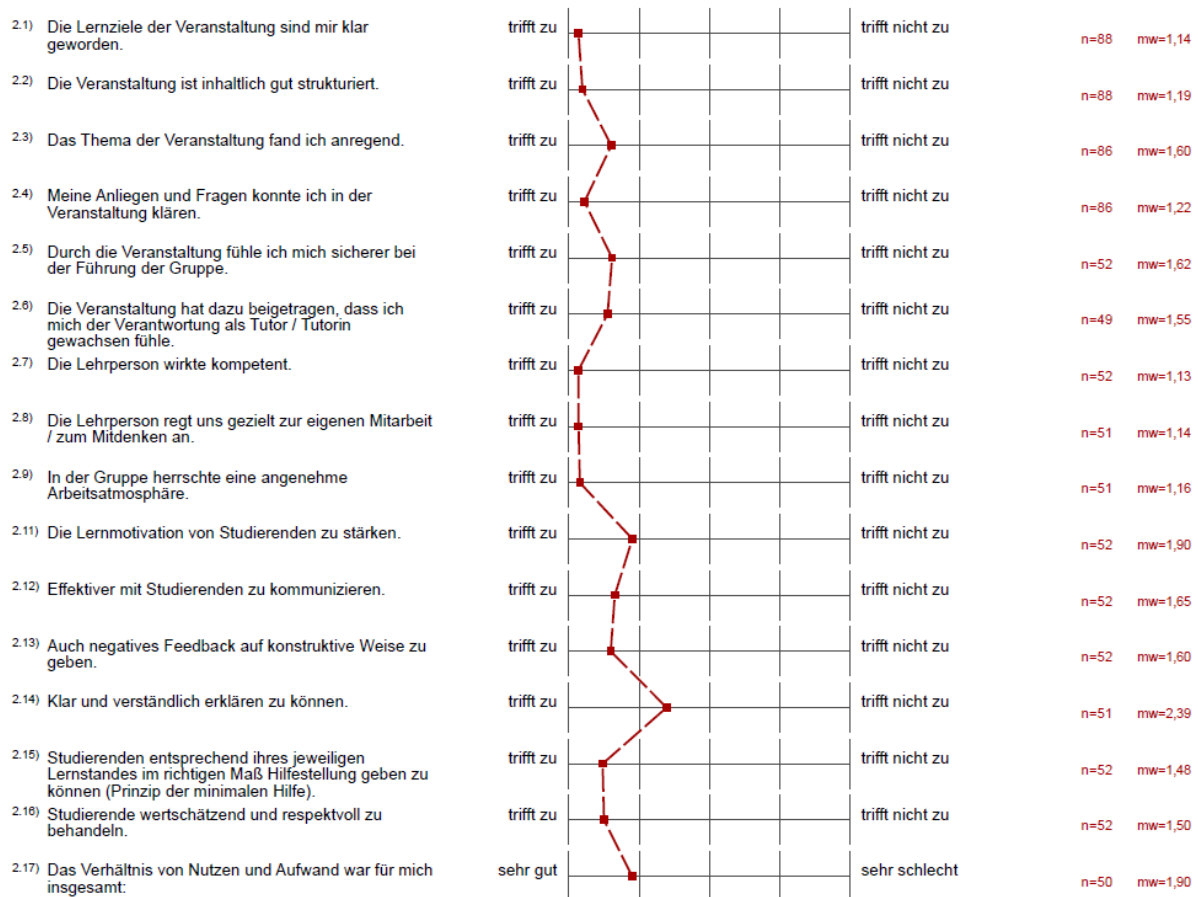 2.1) Die Lernziele der Veranstaltung sind mir klar trifft zu trifft nicht zu
geworden. n=88 mw=1,14
2.2) Die Veranstaltung ist inhaltlich gut strukturiert. trifft zu trifft nicht zu
n=88 mw=1,19
2.3) Das Thema der Veranstaltung fand ich anregend. trifft zu trifft nicht zu
n=86 mw=1,60
2.4) Meine Anliegen und Fragen konnte ich in der trifft zu trifft nicht zu
Veranstaltung klären. n=86 mw=1,22
2.5) Durch die Veranstaltung fühle ich mich sicherer bei trifft zu trifft nicht zu
der Führung der Gruppe. n=52 mw=1,62
2.6) Die Veranstaltung hat dazu beigetragen, dass ich trifft zu trifft nicht zu
mich der Verantwortung als Tutor / Tutorin n=49 mw=1,55
gewachsen fühle.
2.7) Die Lehrperson wirkte kompetent. trifft zu trifft nicht zu
n=52 mw=1,13
2.8) Die Lehrperson regt uns gezielt zur eigenen Mitarbeit trifft zu trifft nicht zu
/ zum Mitdenken an. n=51 mw=1,14
2.9) In der Gruppe herrschte eine angenehme trifft zu trifft nicht zu
Arbeitsatmosphäre. n=51 mw=1,16
2.11) Die Lernmotivation von Studierenden zu stärken. trifft zu trifft nicht zu
n=52 mw=1,90
2.12) Effektiver mit Studierenden zu kommunizieren. trifft zu trifft nicht zu
n=52 mw=1,65
2.13) Auch negatives Feedback auf konstruktive Weise zu trifft zu trifft nicht zu
geben. n=52 mw=1,60
2.14) Klar und verständlich erklären zu können. trifft zu trifft nicht zu
n=51 mw=2,39
2.15) Studierenden entsprechend ihres jeweiligen trifft zu trifft nicht zu
Lernstandes im richtigen Maß Hilfestellung geben zu n=52 mw=1,48
können (Prinzip der minimalen Hilfe).
2.16) Studierende wertschätzend und respektvoll zu trifft zu trifft nicht zu
behandeln. n=52 mw=1,50
2.17) Das Verhältnis von Nutzen und Aufwand war für mich sehr gut sehr schlecht
insgesamt: n=50 mw=1,90